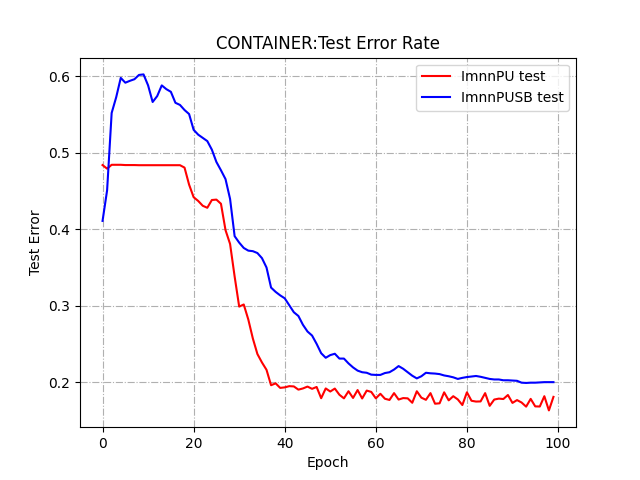 CONTAINER:Test Error Rate
ImnnPU test
ImnnPUSB test
Test Error
0.6
0.5
0.4
0.3
0.2
0 20 40 60 80 100
Epoch